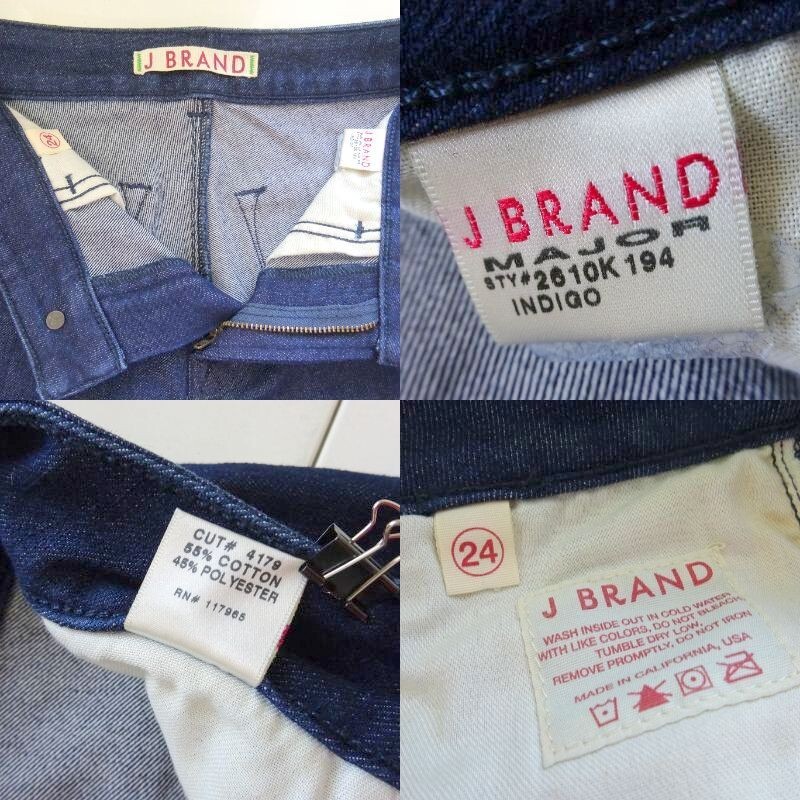 J BRAND
24
J BRAND
J BRAND
MAJOR
STY# 2610K 194
INDIGO
CUT# 4179
55% COTTON
45% POLYESTER
RN# 117965
24
J BRAND
WASH INSIDE OUT IN COLD WATER
WITH LIKE COLORS, DO NOT BLEACH,
TUMBLE DRY LOW,
REMOVE PROMPTLY, DO NOT IRON
MADE IN CALIFORNIA, USA